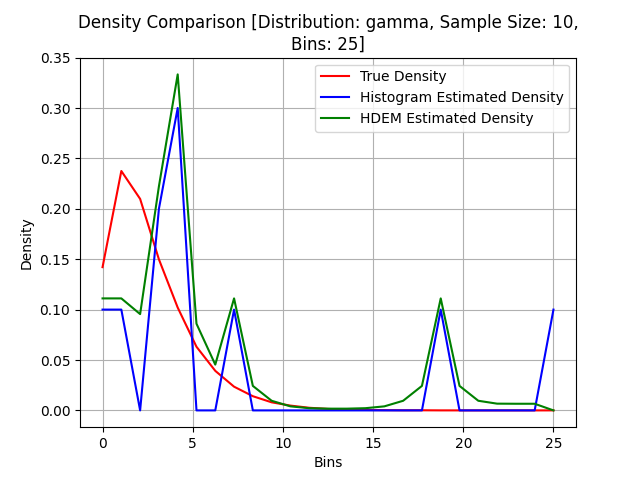 Density Comparison [Distribution: gamma, Sample Size: 10,
Bins: 25]
True Density
Histogram Estimated Density
HDEM Estimated Density
Density
0.35
0.30
0.25
0.20
0.15
0.10
0.05
0.00
0
5
10
15
20
25
Bins